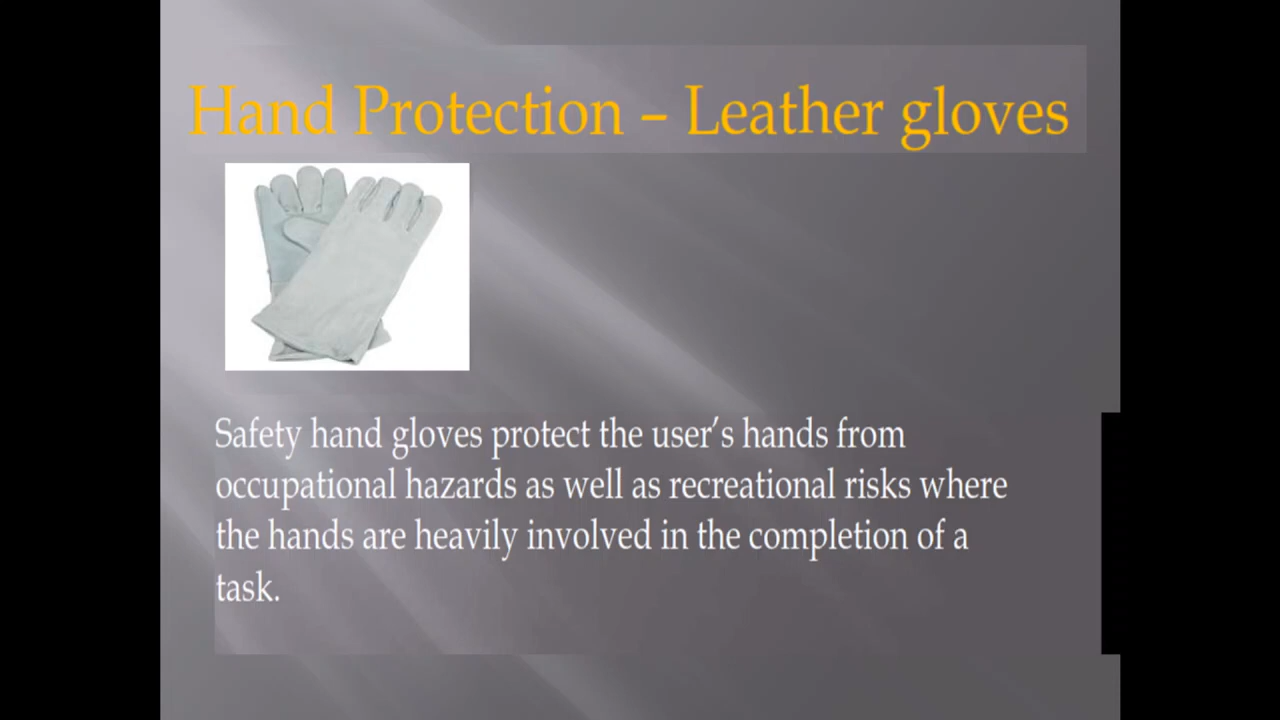 Hand Protection – Leather gloves
Safety hand gloves protect the user’s hands from
occupational hazards as well as recreational risks where
the hands are heavily involved in the completion of a
task.